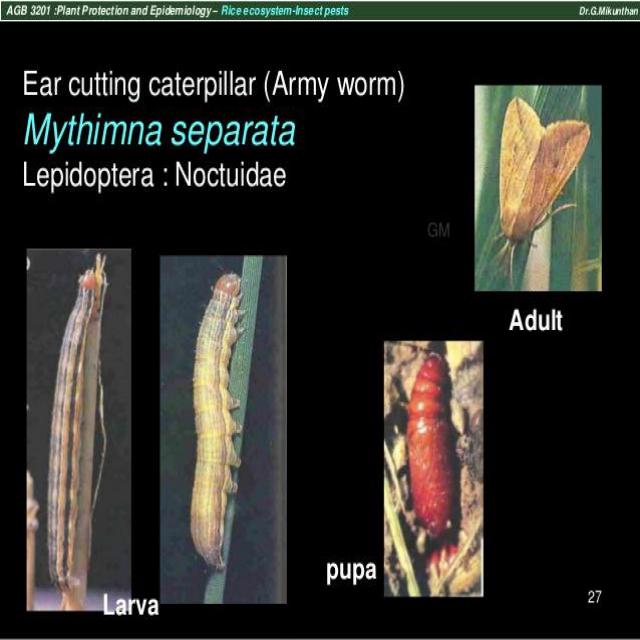 AGB 3201 :Plant Protection and Epidemiology – Rice ecosystem-Insect pests
Dr.G.Mikunthan
Ear cutting caterpillar (Army worm)
Mythimna separata
Lepidoptera : Noctuidae
GM
Adult
pupa
Larva
27